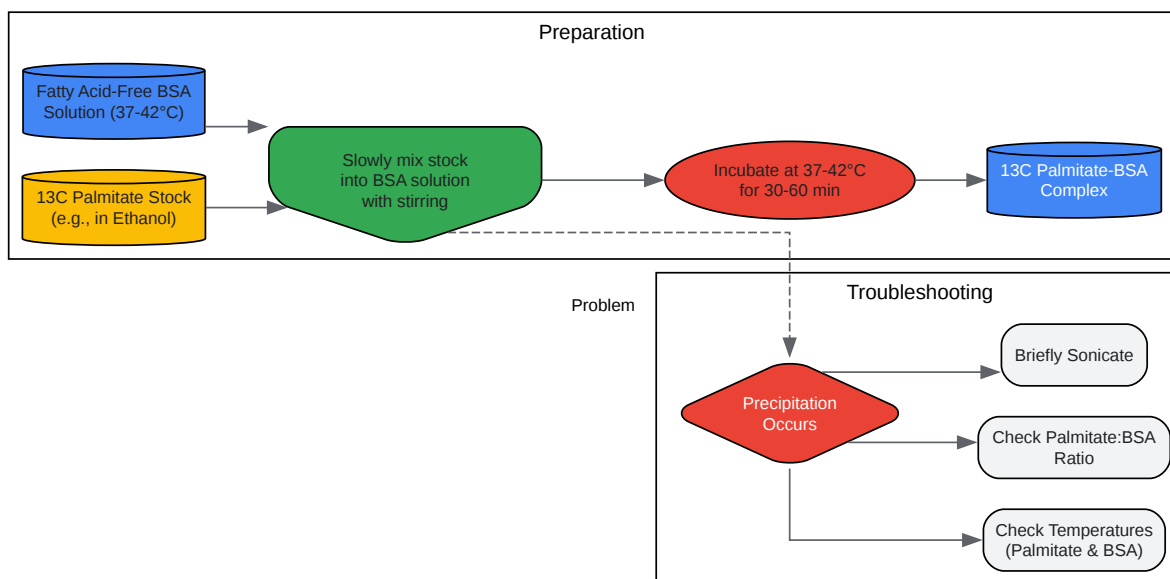 Preparation
Fatty Acid-Free BSA
Solution (37-42°C)
13C Palmitate Stock
(e.g., in Ethanol)
Slowly mix stock
into BSA solution
with stirring
Incubate at 37-42°C
for 30-60 min
13C Palmitate-BSA
Complex
Problem
Troubleshooting
Precipitation
Occurs
Briefly Sonicate
Check Palmitate:BSA
Ratio
Check Temperatures
(Palmitate & BSA)